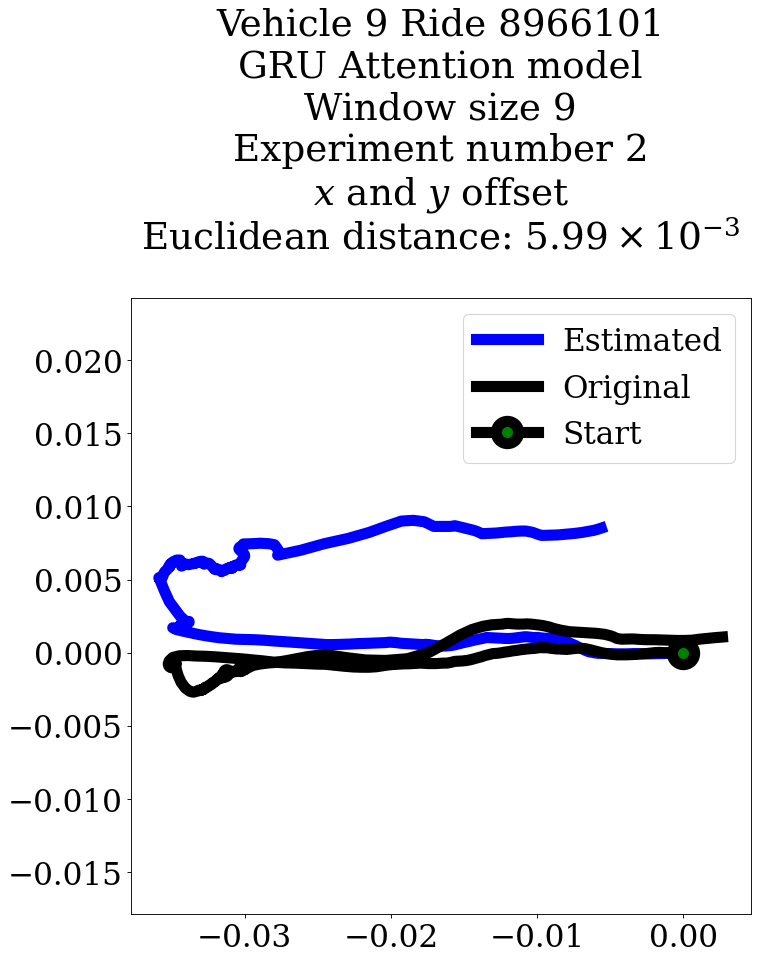 Vehicle 9 Ride 8966101
GRU Attention model
Window size 9
Experiment number 2
x and y offset
Euclidean distance: 5.99 × 10⁻³
Estimated
Original
Start
0.020
0.015
0.010
0.005
0.000
−0.005
−0.010
−0.015
−0.03 −0.02 −0.01 0.00